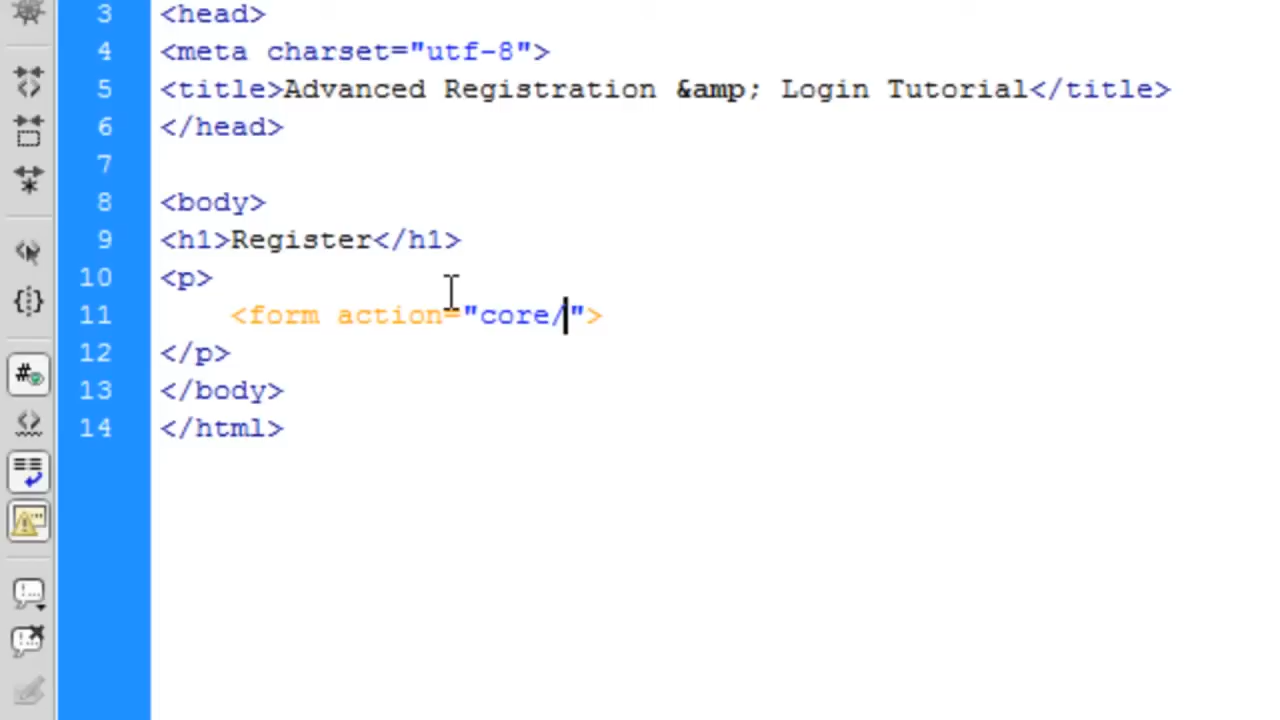 3 <head>
4 <meta charset="utf-8">
5 <title>Advanced Registration &amp; Login Tutorial</title>
6 </head>
7
8 <body>
9 <h1>Register</h1>
10 <p>
11 <form action="core/">
12 </p>
13 </body>
14 </html>